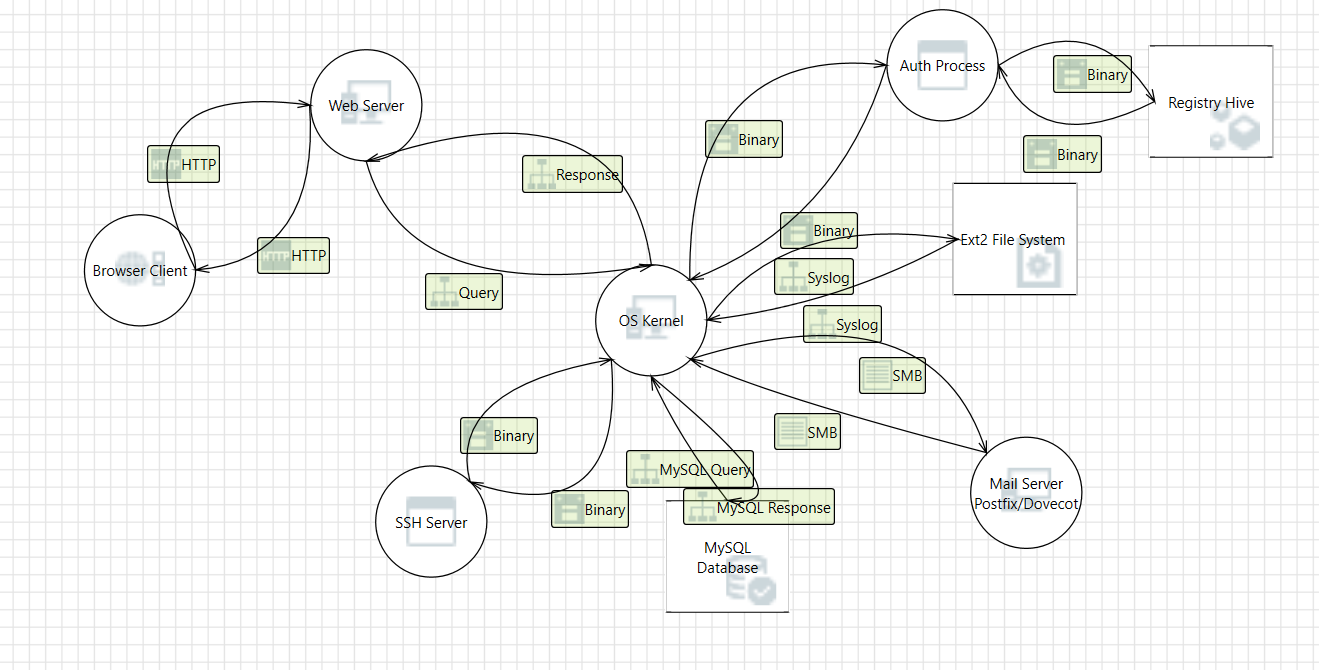 Auth Process
Binary
Registry Hive
Web Server
Binary
HTTP
Response
Binary
Binary
Ext2 File System
HTTP
Browser Client
Query
Syslog
OS Kernel
Syslog
SMB
Binary
SMB
MySQL Query
Mail Server
Postfix/Dovecot
SSH Server
Binary
MySQL Response
MySQL
Database